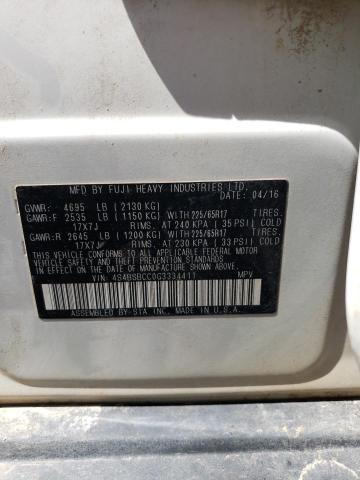 MFD BY FUJI HEAVY INDUSTRIES LTD.
DATE: 04/16
GVWR: 4695 LB (2130 KG)
GAWR:F 2535 LB (1150 KG) WITH 225/65R17 TIRES.
17X7J RIMS. AT 240 KPA (35 PSI) COLD
GAWR:R 2645 LB (1200 KG) WITH 225/65R17 TIRES.
17X7J RIMS. AT 230 KPA (33 PSI) COLD
THIS VEHICLE CONFORMS TO ALL APPLICABLE FEDERAL MOTOR
VEHICLE SAFETY AND THEFT PREVENTION STANDARDS IN EFFECT
ON THE DATE OF MANUFACTURE SHOWN ABOVE.
VIN: 4S4BSBCC0G3334411 MPV
ASSEMBLED BY-SIA INC, MADE IN U.S.A.